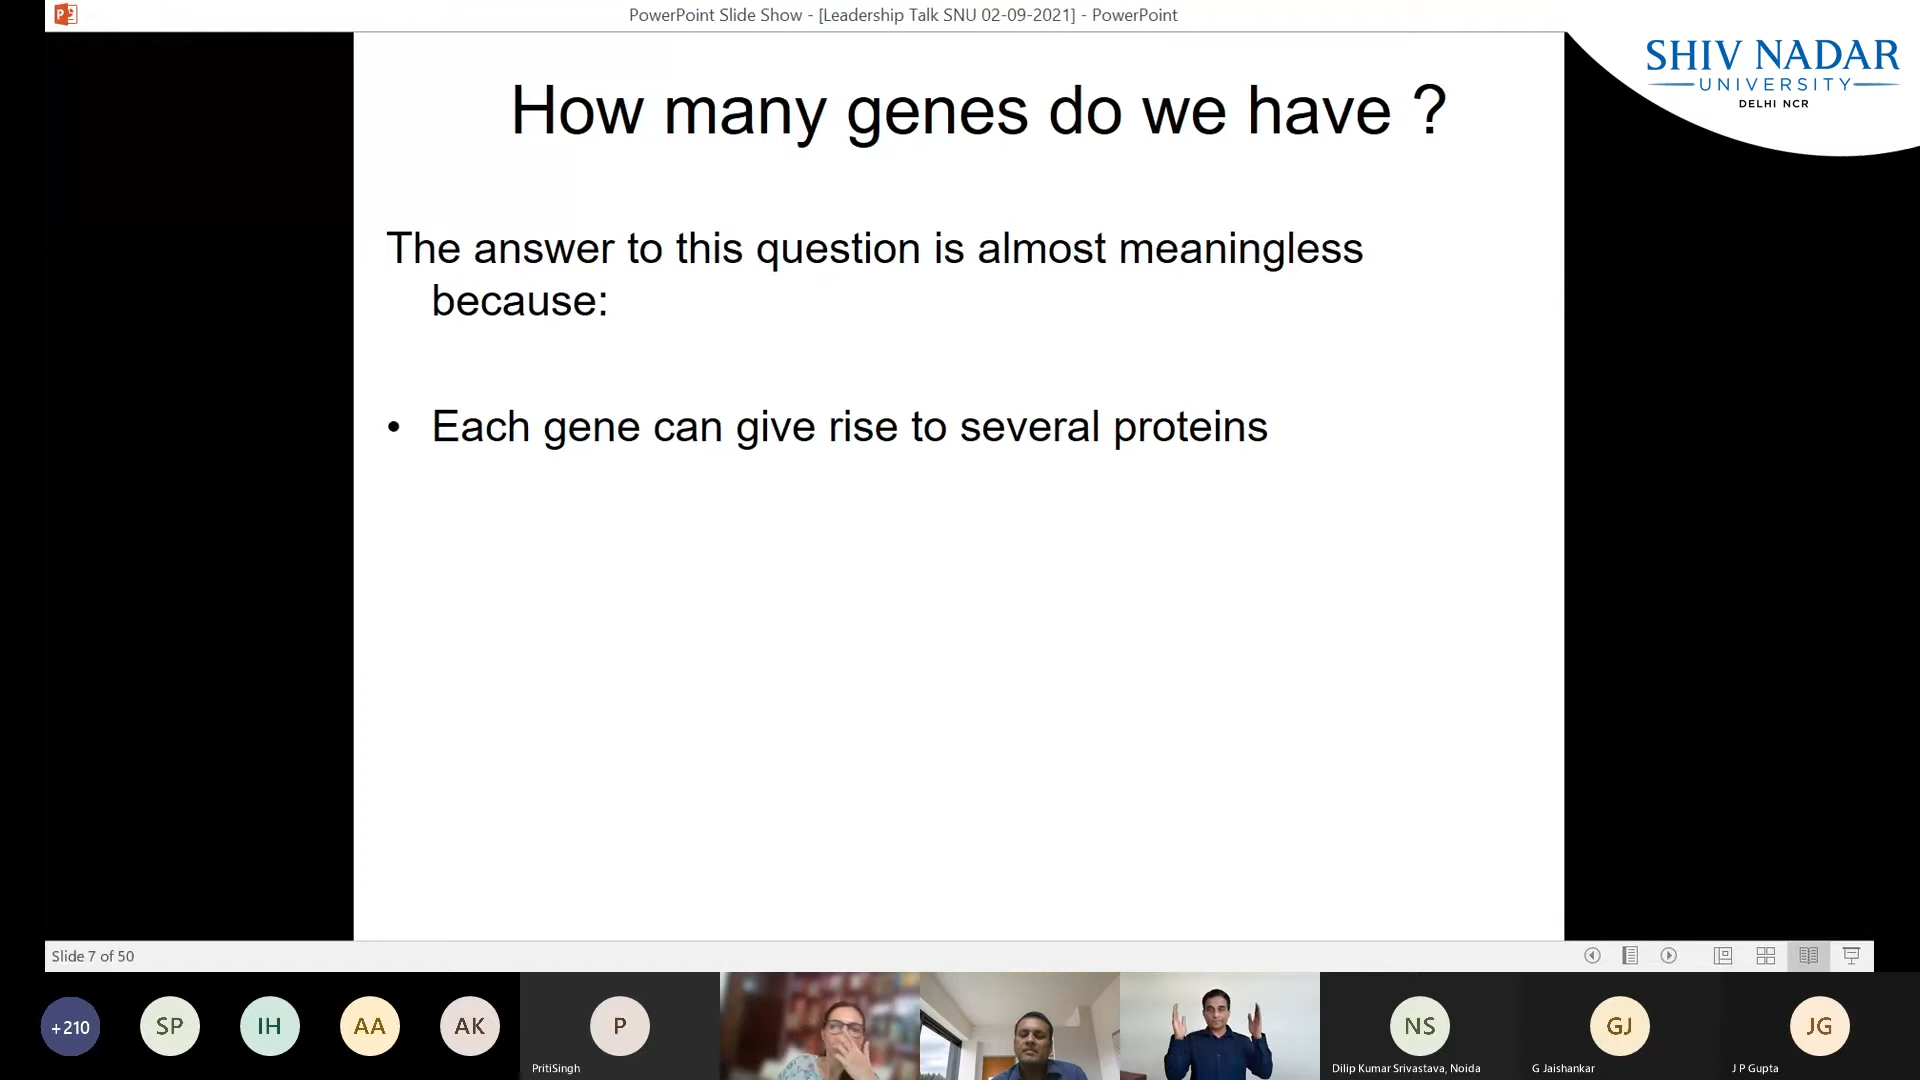 PowerPoint Slide Show - [Leadership Talk SNU 02-09-2021] - PowerPoint
SHIV NADAR
UNIVERSITY
DELHI NCR
How many genes do we have ?
The answer to this question is almost meaningless
because:
• Each gene can give rise to several proteins
Slide 7 of 50
+210
SP
IH
AA
AK
P
PritiSingh
NS
Dilip Kumar Srivastava, Noida
GJ
G Jaishankar
JG
J P Gupta